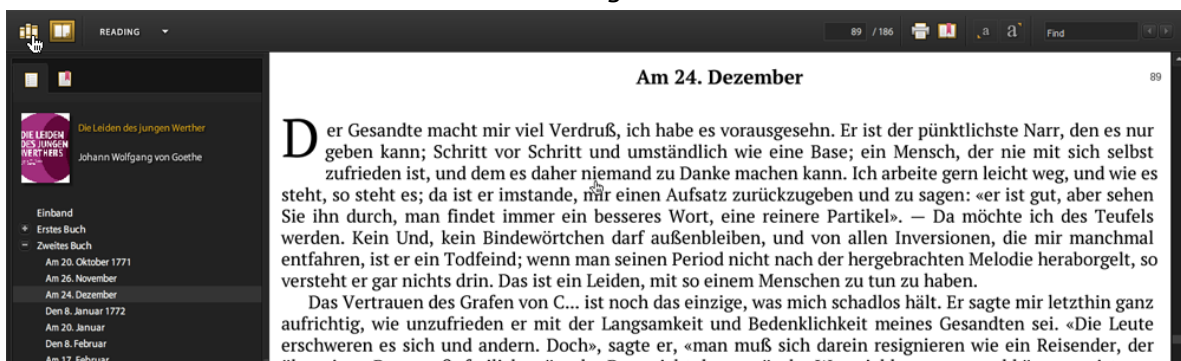 READING
89 / 186
a a
Find
DIE LEIDEN
DES JUNGEN
WERTHERS
Die Leiden des jungen Werther
Johann Wolfgang von Goethe
Einband
Erstes Buch
Zweites Buch
Am 20. Oktober 1771
Am 26. November
Am 24. Dezember
Den 8. Januar 1772
Am 20. Januar
Den 8. Februar
Am 17. Februar
Am 24. Dezember
89
Der Gesandte macht mir viel Verdruß, ich habe es vorausgesehn. Er ist der pünktlichste Narr, den es nur
geben kann; Schritt vor Schritt und umständlich wie eine Base; ein Mensch, der nie mit sich selbst
zufrieden ist, und dem es daher niemand zu Danke machen kann. Ich arbeite gern leicht weg, und wie es
steht, so steht es; da ist er imstande, mir einen Aufsatz zurückzugeben und zu sagen: «er ist gut, aber sehen
Sie ihn durch, man findet immer ein besseres Wort, eine reinere Partikel». — Da möchte ich des Teufels
werden. Kein Und, kein Bindewörtchen darf außenbleiben, und von allen Inversionen, die mir manchmal
entfahren, ist er ein Todfeind; wenn man seinen Period nicht nach der hergebrachten Melodie heraborgelt, so
versteht er gar nichts drin. Das ist ein Leiden, mit so einem Menschen zu tun zu haben.
Das Vertrauen des Grafen von C... ist noch das einzige, was mich schadlos hält. Er sagte mir letzthin ganz
aufrichtig, wie unzufrieden er mit der Langsamkeit und Bedenklichkeit meines Gesandten sei. «Die Leute
erschweren es sich und andern. Doch», sagte er, «man muß sich darein resignieren wie ein Reisender, der